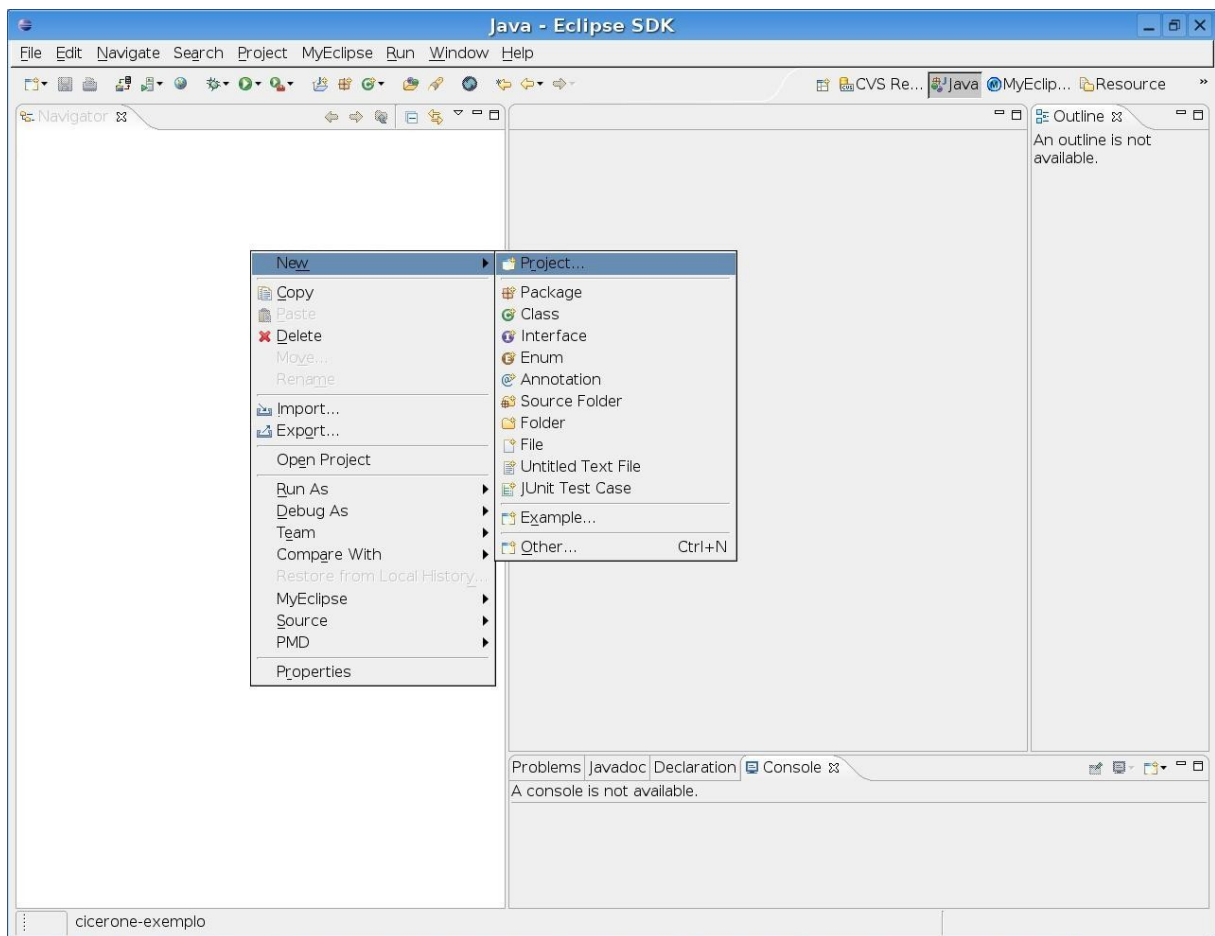 Java - Eclipse SDK
File Edit Navigate Search Project MyEclipse Run Window Help
CVS Re... Java MyEclip... Resource »
Navigator
Outline
An outline is not
available.
New
Copy
Paste
Delete
Move...
Rename
Import...
Export...
Open Project
Run As
Debug As
Team
Compare With
Restore from Local History...
MyEclipse
Source
PMD
Properties
Project...
Package
Class
Interface
Enum
Annotation
Source Folder
Folder
File
Untitled Text File
JUnit Test Case
Example...
Other... Ctrl+N
Problems Javadoc Declaration Console
A console is not available.
cicerone-exemplo